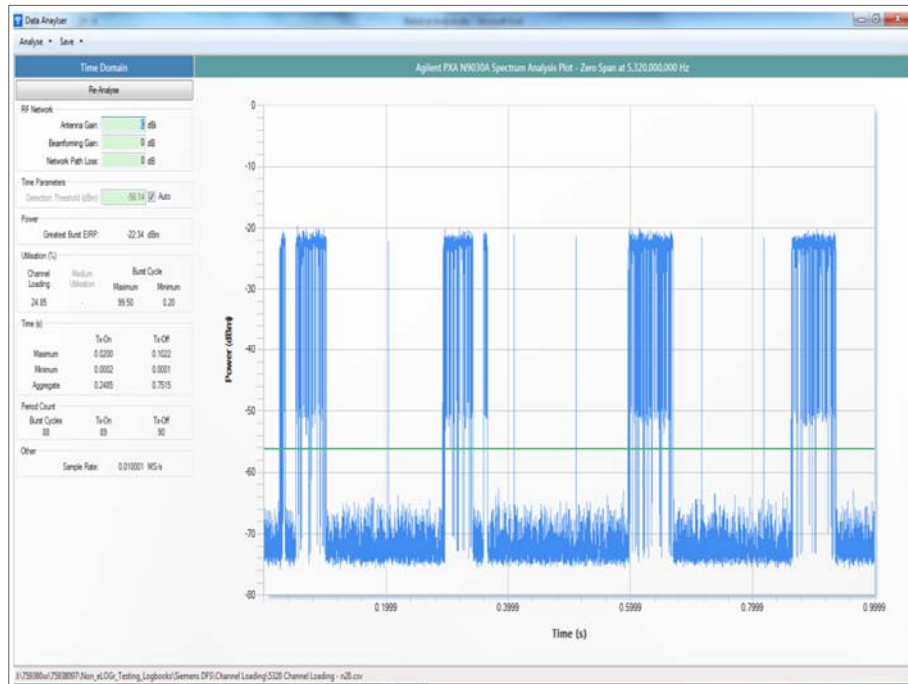 Data Anaylser
Analyse Save
Time Domain
Agilent PXA N9030A Spectrum Analysis Plot - Zero Span at 5,320,000,000 Hz
Re-Analyse
RF Network
Antenna Gain: dBi
Beamforming Gain: 0 dB
Network Path Loss: 0 dB
Time Parameters
Detection Threshold (dBm) -56.14 Auto
Power
Greatest Burst EIRP: -22.34 dBm
Utilisation (%)
Channel Loading Medium Utilisation Burst Cycle
Maximum Minimum
24.85 - 99.50 0.20
Time (s)
Tx-On Tx-Off
Maximum 0.0200 0.1022
Minimum 0.0002 0.0001
Aggregate 0.2485 0.7515
Period Count
Burst Cycles Tx-On Tx-Off
88 89 90
Other
Sample Rate: 0.010001 MS/s
Power (dBm)
0
-10
-20
-30
-40
-50
-60
-70
-80
0.1999 0.3999 0.5999 0.7999 0.9999
Time (s)